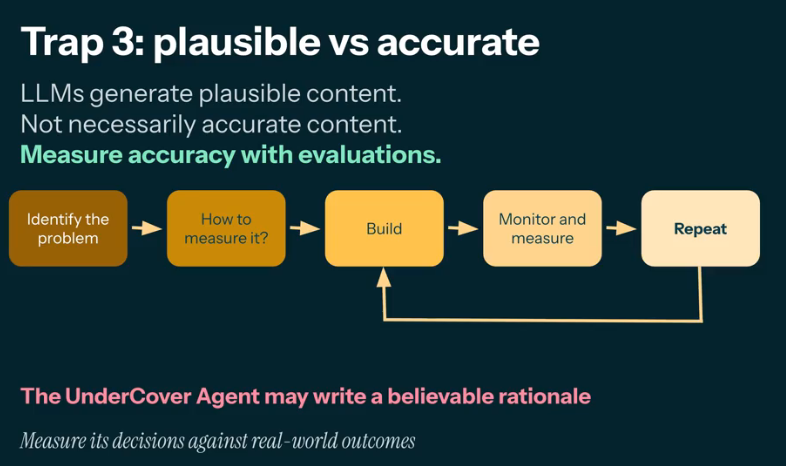 Trap 3: plausible vs accurate
LLMs generate plausible content.
Not necessarily accurate content.
Measure accuracy with evaluations.
Identify the
problem
How to
measure it?
Build
Monitor and
measure
Repeat
The UnderCover Agent may write a believable rationale
Measure its decisions against real-world outcomes